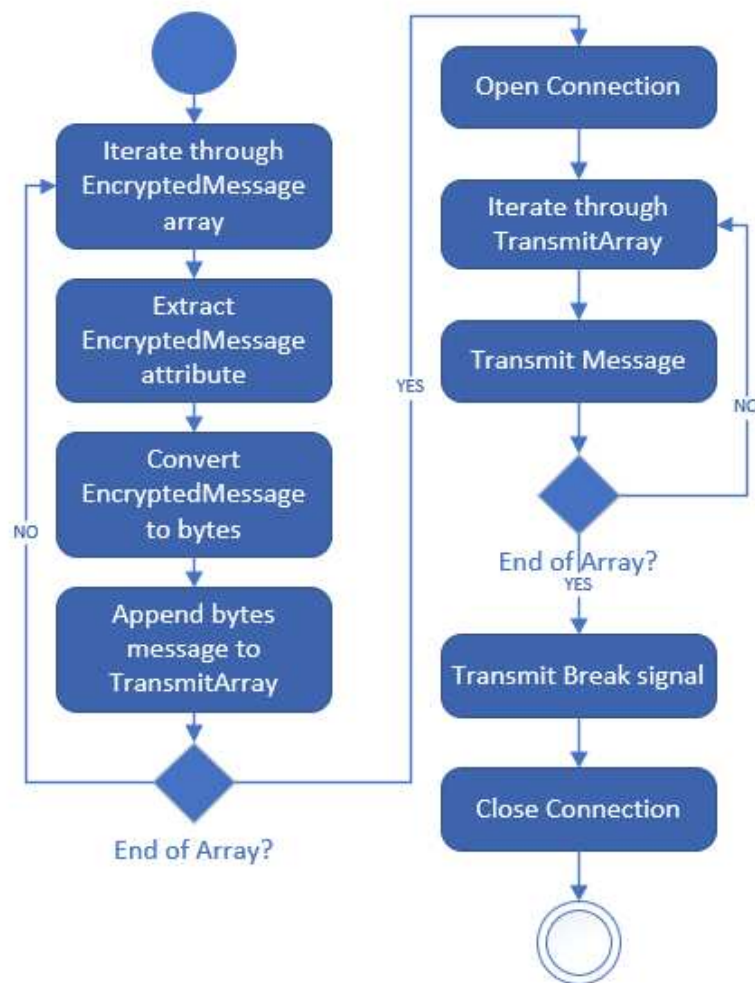 Iterate through
EncryptedMessage
array
Extract
EncryptedMessage
attribute
Convert
EncryptedMessage
to bytes
NO
Append bytes
message to
TransmitArray
End of Array?
YES
Open Connection
Iterate through
TransmitArray
Transmit Message
NO
End of Array?
YES
Transmit Break signal
Close Connection